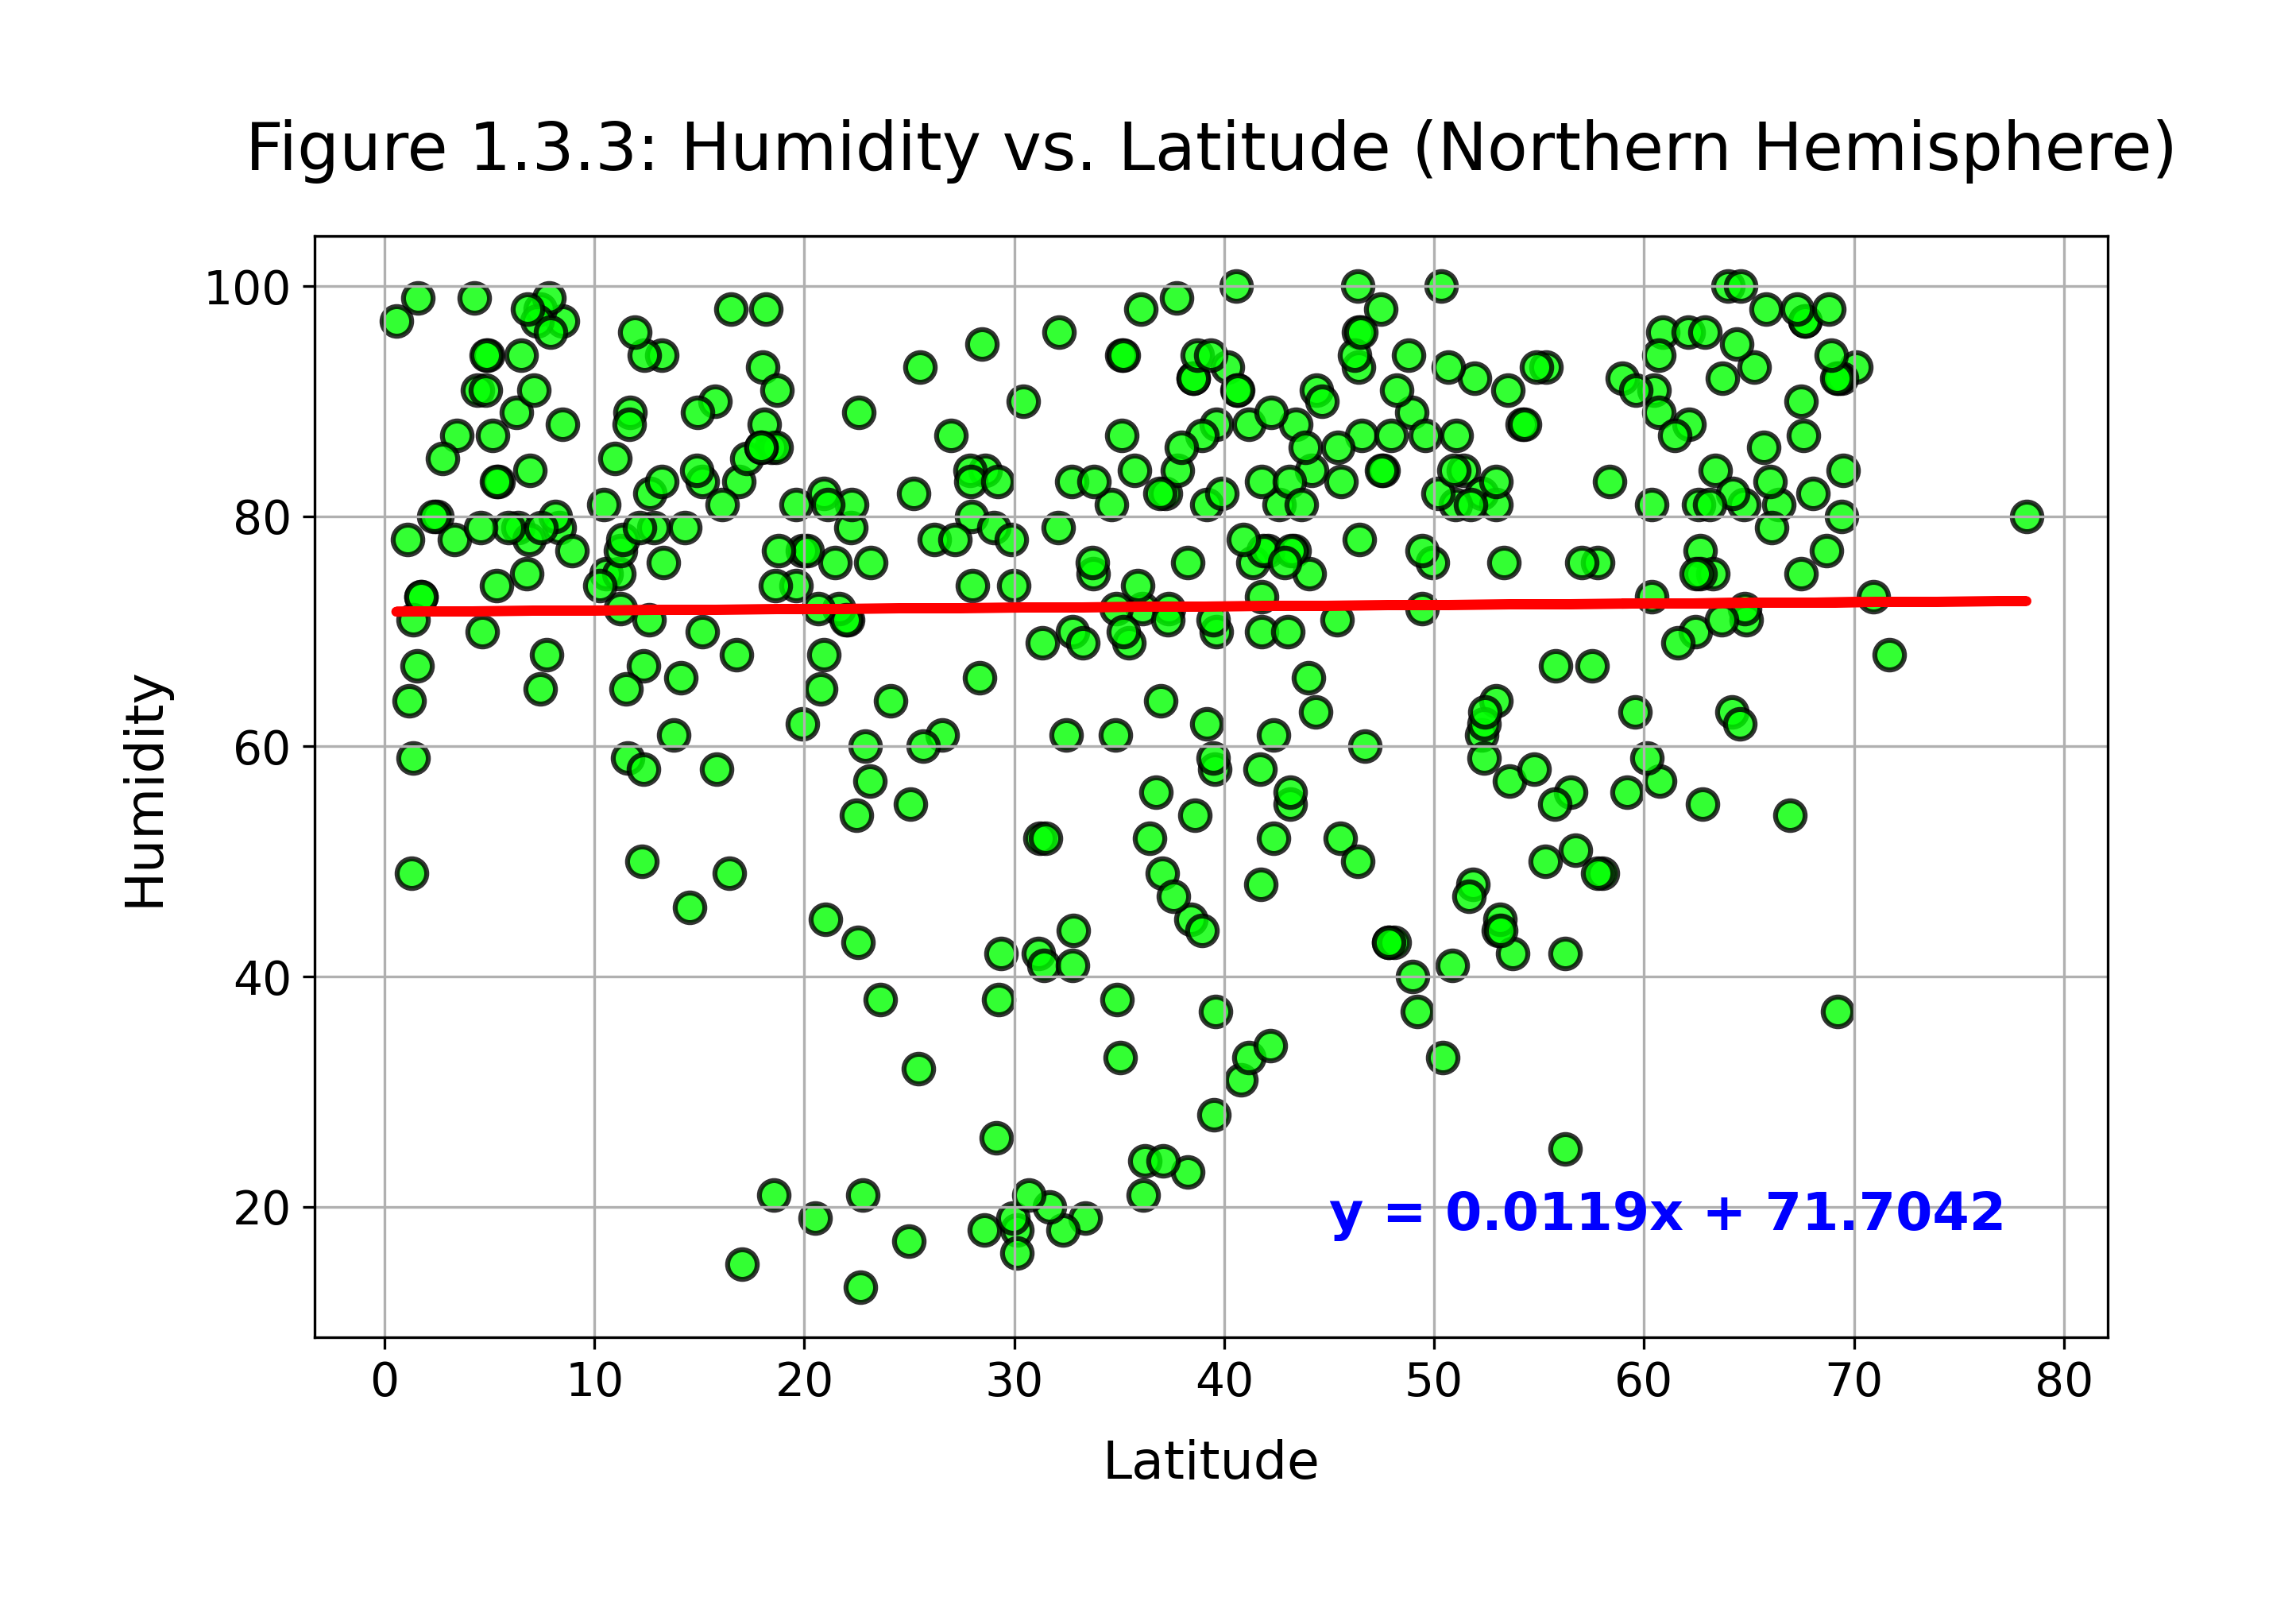 Figure 1.3.3: Humidity vs. Latitude (Northern Hemisphere)
Humidity
100
80
60
40
20
y = 0.0119x + 71.7042
0 10 20 30 40 50 60 70 80
Latitude